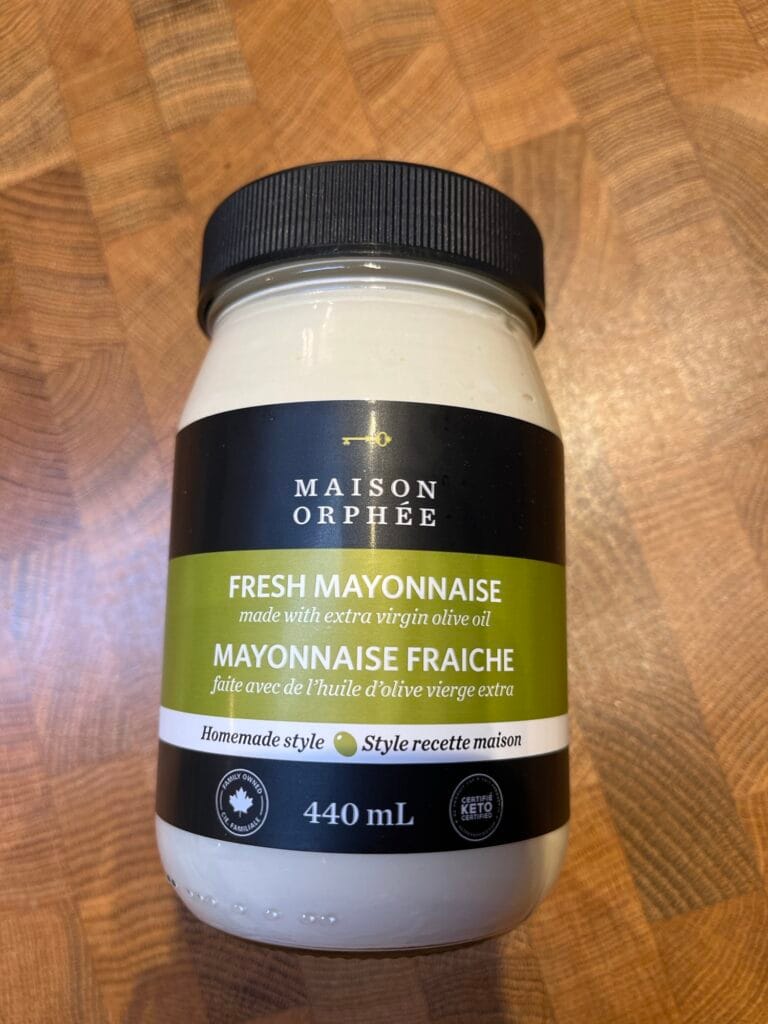 MAISON
ORPHÉE
FRESH MAYONNAISE
made with extra virgin olive oil
MAYONNAISE FRAICHE
faite avec de l'huile d'olive vierge extra
Homemade style Style recette maison
FAMILY OWNED
CIE. FAMILIALE
440 mL
CERTIFIÉ
KETO
CERTIFIED